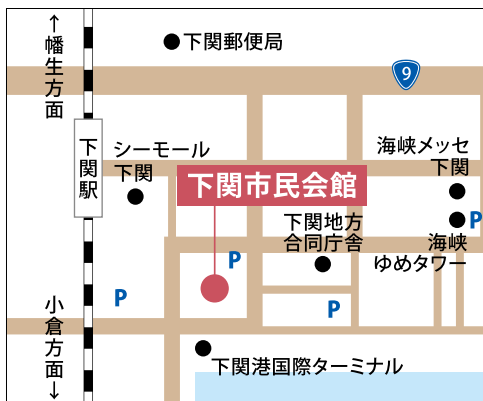 ↑幡生方面
下関郵便局
9
下関駅
シーモール
下関
海峡メッセ
下関
下関市民会館
下関地方
合同庁舎
P
海峡
ゆめタワー
P
P
P
小倉方面↓
下関港国際ターミナル